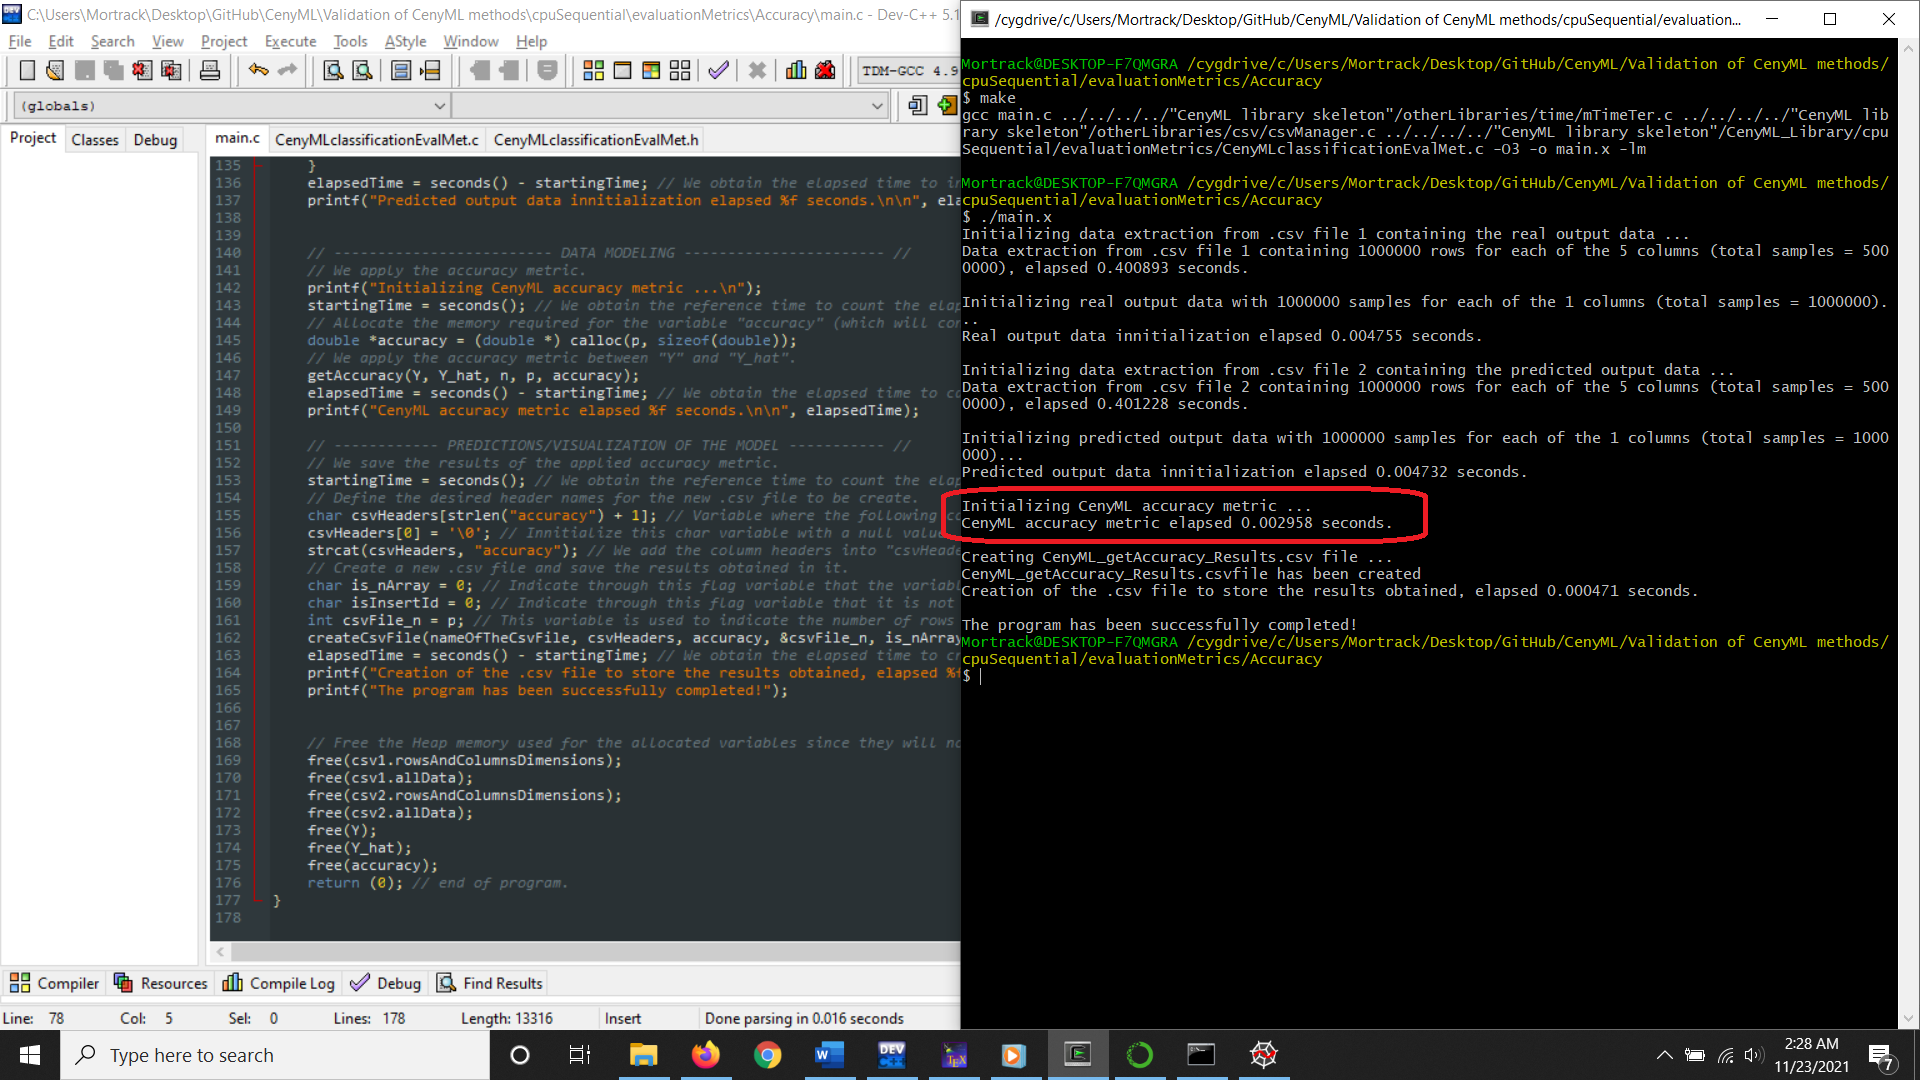 C:\Users\Mortrack\Desktop\GitHub\CenyML\Validation of CenyML methods\cpuSequential\evaluationMetrics\Accuracy\main.c - Dev-C++ 5.1
File Edit Search View Project Execute Tools AStyle Window Help
TDM-GCC 4.9
(globals)
Project Classes Debug
main.c CenyMLclassificationEvalMet.c CenyMLclassificationEvalMet.h
135 }
136 elapsedTime = seconds() - startingTime; // We obtain the elapsed time to in
137 printf("Predicted output data innitialization elapsed %f seconds.\n\n", ela
138
139
140 // ------------------------- DATA MODELING ----------------------- //
141 // We apply the accuracy metric.
142 printf("Initializing CenyML accuracy metric ...\n");
143 startingTime = seconds(); // We obtain the reference time to count the elap
144 // Allocate the memory required for the variable "accuracy" (which will con
145 double *accuracy = (double *) calloc(p, sizeof(double));
146 // We apply the accuracy metric between "Y" and "Y_hat".
147 getAccuracy(Y, Y_hat, n, p, accuracy);
148 elapsedTime = seconds() - startingTime; // We obtain the elapsed time to co
149 printf("CenyML accuracy metric elapsed %f seconds.\n\n", elapsedTime);
150
151 // ------------ PREDICTIONS/VISUALIZATION OF THE MODEL ----------- //
152 // We save the results of the applied accuracy metric.
153 startingTime = seconds(); // We obtain the reference time to count the elap
154 // Define the desired header names for the new .csv file to be create.
155 char csvHeaders[strlen("accuracy") + 1]; // Variable where the following co
156 csvHeaders[0] = '\0'; // Innitialize this char variable with a null value
157 strcat(csvHeaders, "accuracy"); // We add the column headers into "csvHeade
158 // Create a new .csv file and save the results obtained in it.
159 char is_nArray = 0; // Indicate through this flag variable that the variabl
160 char isInsertId = 0; // Indicate through this flag variable that it is not
161 int csvFile_n = p; // This variable is used to indicate the number of rows
162 createCsvFile(nameOfTheCsvFile, csvHeaders, accuracy, &csvFile_n, is_nArray
163 elapsedTime = seconds() - startingTime; // We obtain the elapsed time to cr
164 printf("Creation of the .csv file to store the results obtained, elapsed %f
165 printf("The program has been successfully completed!");
166
167
168 // Free the Heap memory used for the allocated variables since they will no
169 free(csv1.rowsAndColumnsDimensions);
170 free(csv1.allData);
171 free(csv2.rowsAndColumnsDimensions);
172 free(csv2.allData);
173 free(Y);
174 free(Y_hat);
175 free(accuracy);
176 return (0); // end of program.
177 }
178
Compiler Resources Compile Log Debug Find Results
Line: 78 Col: 5 Sel: 0 Lines: 178 Length: 13316 Insert Done parsing in 0.016 seconds
/cygdrive/c/Users/Mortrack/Desktop/GitHub/CenyML/Validation of CenyML methods/cpuSequential/evaluation...
Mortrack@DESKTOP-F7QMGRA /cygdrive/c/Users/Mortrack/Desktop/GitHub/CenyML/Validation of CenyML methods/
cpuSequential/evaluationMetrics/Accuracy
$ make
gcc main.c ../../../../"CenyML library skeleton"/otherLibraries/time/mTimeTer.c ../../../../"CenyML lib
rary skeleton"/otherLibraries/csv/csvManager.c ../../../../"CenyML library skeleton"/CenyML_Library/cpu
Sequential/evaluationMetrics/CenyMLclassificationEvalMet.c -O3 -o main.x -lm
Mortrack@DESKTOP-F7QMGRA /cygdrive/c/Users/Mortrack/Desktop/GitHub/CenyML/Validation of CenyML methods/
cpuSequential/evaluationMetrics/Accuracy
$ ./main.x
Initializing data extraction from .csv file 1 containing the real output data ...
Data extraction from .csv file 1 containing 1000000 rows for each of the 5 columns (total samples = 500
0000), elapsed 0.400893 seconds.
Initializing real output data with 1000000 samples for each of the 1 columns (total samples = 1000000).
..
Real output data innitialization elapsed 0.004755 seconds.
Initializing data extraction from .csv file 2 containing the predicted output data ...
Data extraction from .csv file 2 containing 1000000 rows for each of the 5 columns (total samples = 500
0000), elapsed 0.401228 seconds.
Initializing predicted output data with 1000000 samples for each of the 1 columns (total samples = 1000
000)...
Predicted output data innitialization elapsed 0.004732 seconds.
Initializing CenyML accuracy metric ...
CenyML accuracy metric elapsed 0.002958 seconds.
Creating CenyML_getAccuracy_Results.csv file ...
CenyML_getAccuracy_Results.csvfile has been created
Creation of the .csv file to store the results obtained, elapsed 0.000471 seconds.
The program has been successfully completed!
Mortrack@DESKTOP-F7QMGRA /cygdrive/c/Users/Mortrack/Desktop/GitHub/CenyML/Validation of CenyML methods/
cpuSequential/evaluationMetrics/Accuracy
$
Type here to search
2:28 AM
11/23/2021
7